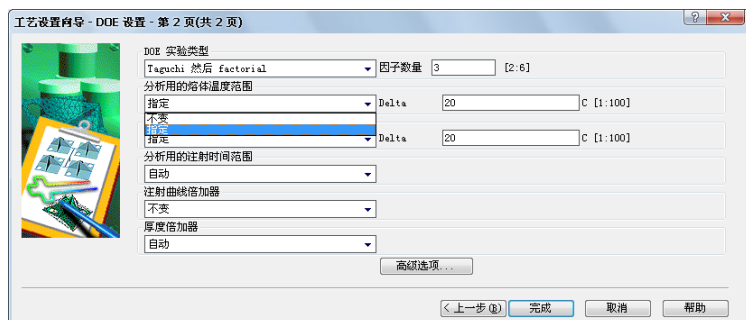 工艺设置向导 - DOE 设置 - 第 2 页(共 2 页)
DOE 实验类型
Taguchi 然后 factorial 因子数量 3 [2:6]
分析用的熔体温度范围
指定 Delta 20 C [1:100]
不变
指定
指定 Delta 20 C [1:100]
分析用的注射时间范围
自动
注射曲线倍加器
不变
厚度倍加器
自动
高级选项...
< 上一步(B) 完成 取消 帮助